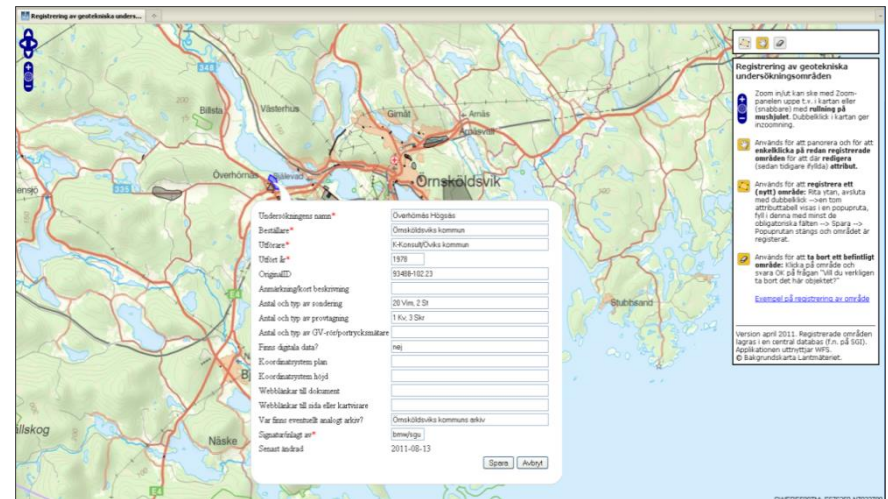 Registrering av geotekniska unders...
348
200
Billsta
Västerhus
Gimåt
Arnäs
Arnäsvall
Överhörnäs
Själevad
Örnsköldsvik
335
Stubbsand
E4
Näske
E4
Undersökningens namn* Överhörnäs Högsäs
Beställare* Örnsköldsviks kommun
Utförare* K-Konsult/Öviks kommun
Utfört år* 1978
OriginalID 93488-102.23
Anmärkning/kort beskrivning
Antal och typ av sondering 20 Vim, 2 St
Antal och typ av provtagning 1 Kv, 3 Skr
Antal och typ av GV-rör/portrycksmätare
Finns digitala data? nej
Koordinatsystem plan
Koordinatsystem höjd
Webblänkar till dokument
Webblänkar till sida eller kartvisare
Var finns eventuellt analogt arkiv? Örnsköldsviks kommuns arkiv
Signatur/inlagt av* bmw/sgu
Senast ändrad 2011-08-13
Spara Avbryt
Registrering av geotekniska
undersökningsområden
Zoom in/ut kan ske med Zoom-
panelen uppe t.v. i kartan eller
(snabbare) med rullning på
mushjulet. Dubbelklick i kartan ger
inzoomning.
Används för att panorera och för att
enkelklicka på redan registrerade
områden för att där redigera
(sedan tidigare ifyllda) attribut.
Används för att registrera ett
(nytt) område: Rita ytan, avsluta
med dubbelklick -->en tom
attributtabell visas i en popupruta,
fyll i denna med minst de
obligatoriska fälten --> Spara -->
Popuprutan stängs och området är
registerat.
Används för att ta bort ett befintligt
område: Klicka på område och
svara OK på frågan "Vill du verkligen
ta bort det här objektet?"
Exempel på registrering av område
Version april 2011. Registrerade områden
lagras i en central databas (f.n. på SGI).
Applikationen uttnyttjar WFS.
© Bakgrundskarta Lantmäteriet.